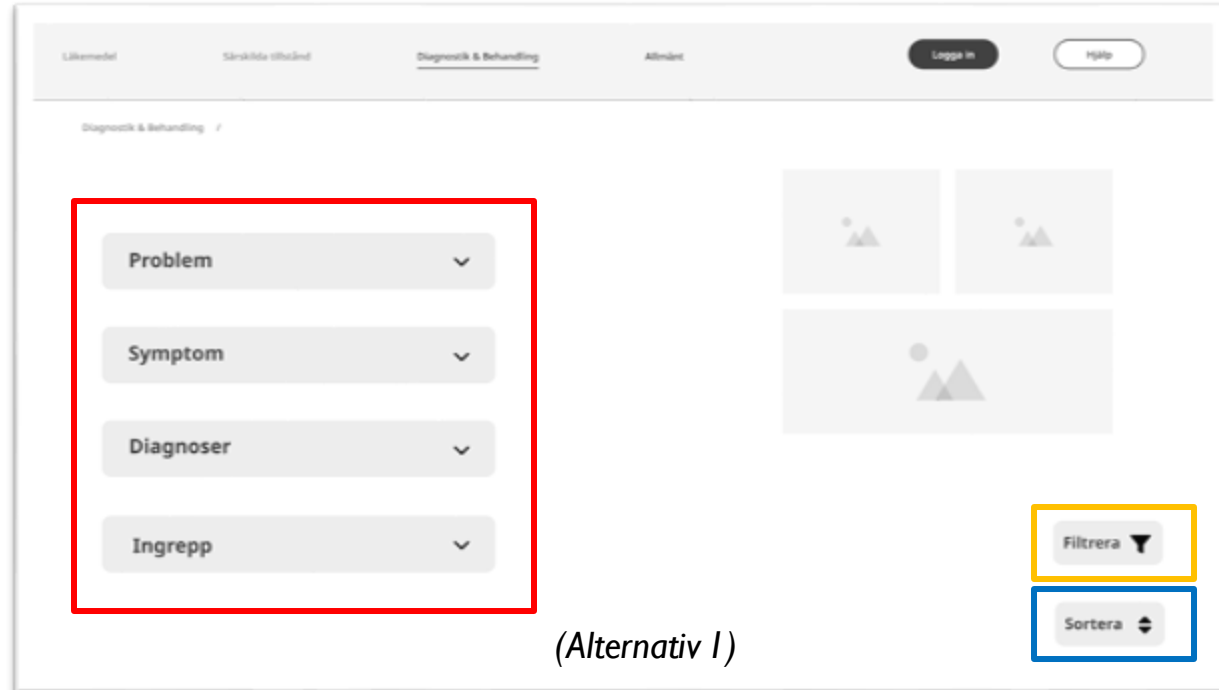 Läkemedel Särskilda tillstånd Diagnostik & Behandling Allmänt Logga in Hjälp
Diagnostik & Behandling /
Problem
Symptom
Diagnoser
Ingrepp
Filtrera
Sortera
(Alternativ 1)